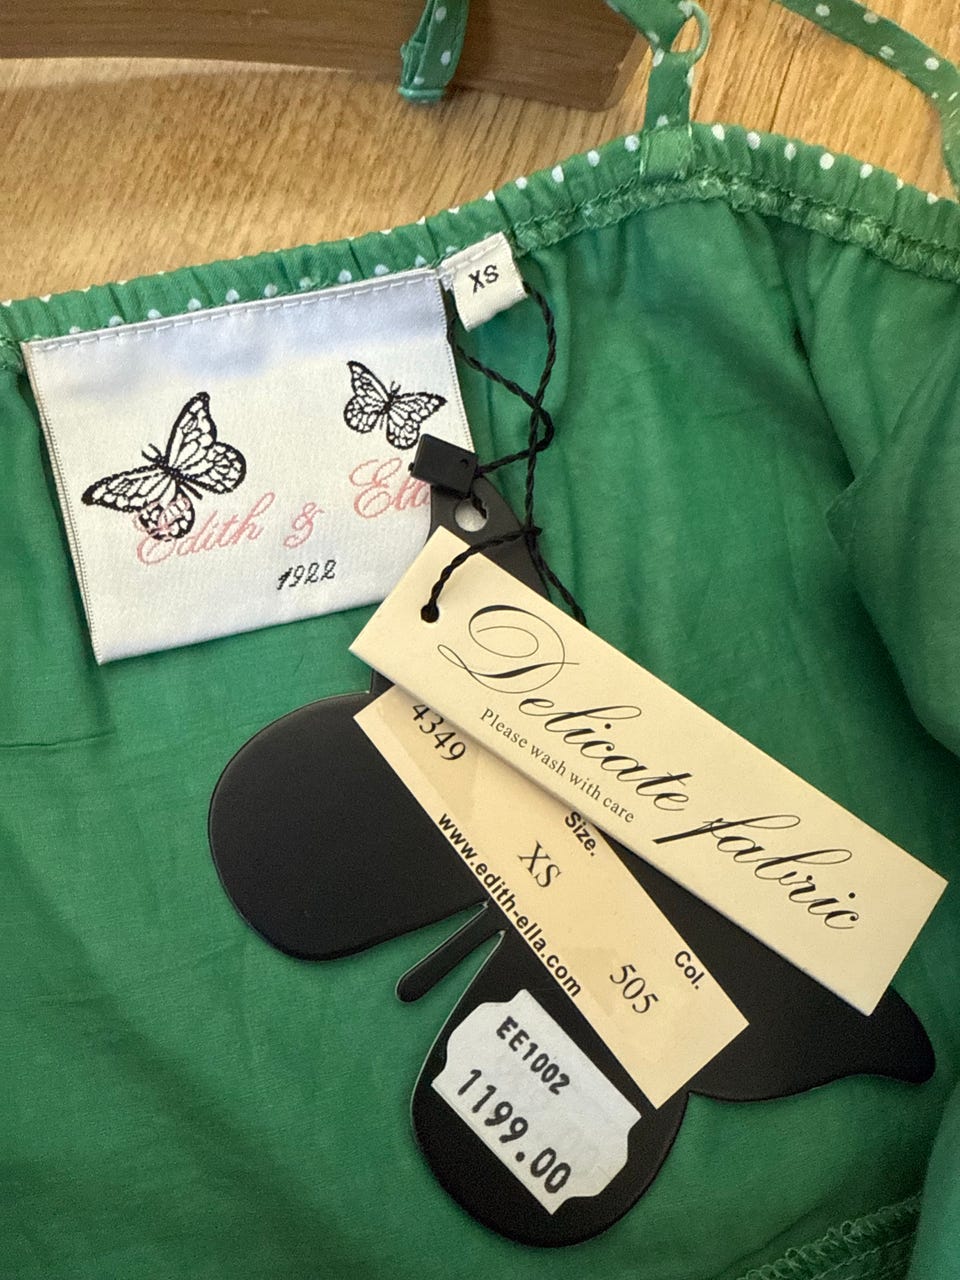 XS
Edith & Ella
1922
Delicate fabric
Please wash with care
4349
Size.
XS
www.edith-ella.com
Col.
505
EE1002
1199.00